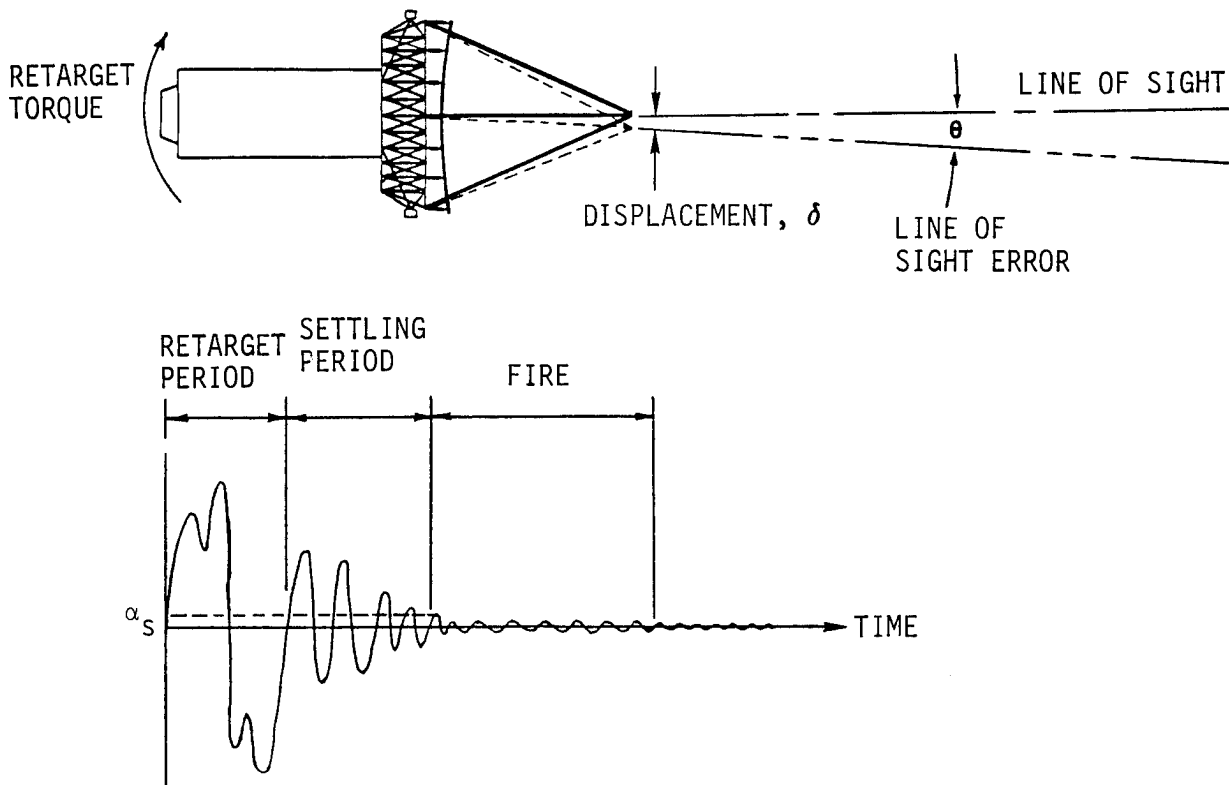 RETARGET
TORQUE
LINE OF SIGHT
θ
DISPLACEMENT, δ
LINE OF
SIGHT ERROR
RETARGET
PERIOD
SETTLING
PERIOD
FIRE
αS
TIME